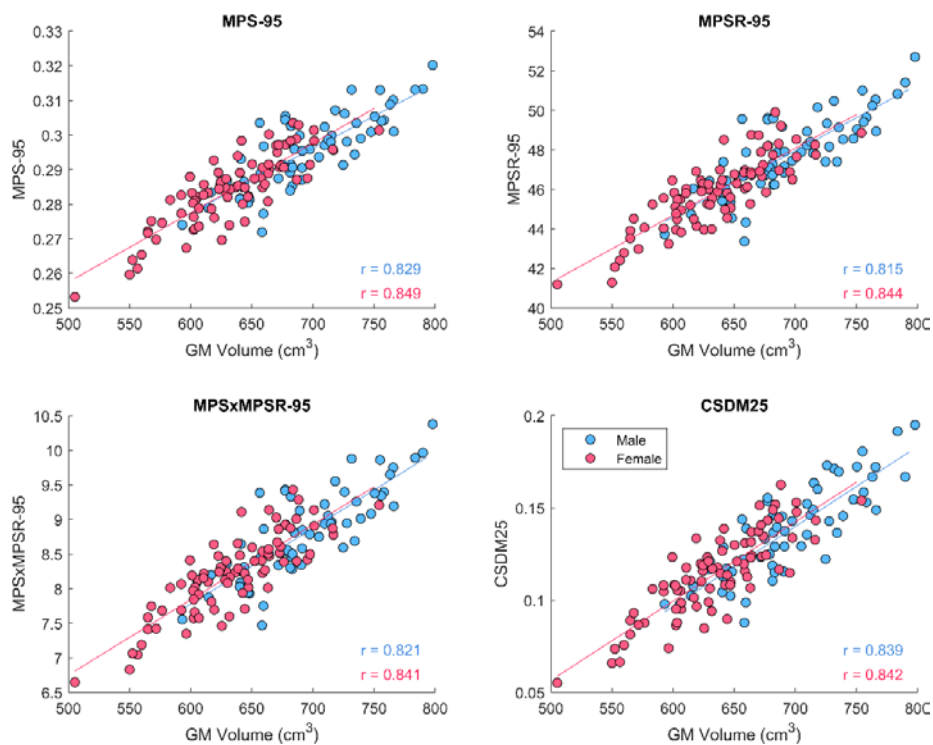 MPS-95
0.33
0.32
0.31
0.3
0.29
0.28
0.27
0.26
0.25
MPS-95
r = 0.829
r = 0.849
500 550 600 650 700 750 800
GM Volume (cm³)
MPSR-95
54
52
50
48
46
44
42
40
MPSR-95
r = 0.815
r = 0.844
500 550 600 650 700 750 800
GM Volume (cm³)
MPSxMPSR-95
10.5
10
9.5
9
8.5
8
7.5
7
6.5
MPSxMPSR-95
r = 0.821
r = 0.841
500 550 600 650 700 750 800
GM Volume (cm³)
CSDM25
0.2
0.15
0.1
0.05
CSDM25
Male
Female
r = 0.839
r = 0.842
500 550 600 650 700 750 800
GM Volume (cm³)